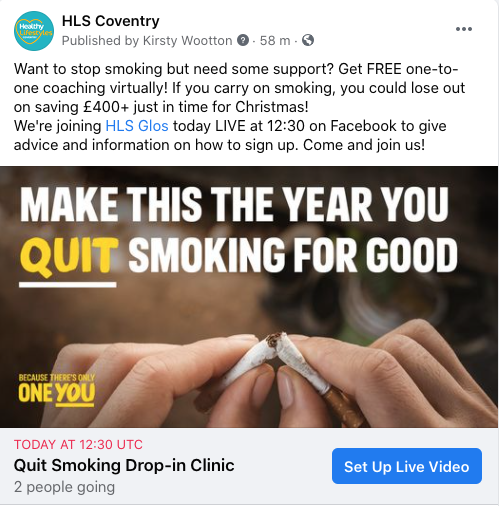 Healthy
Lifestyles
HLS Coventry
Published by Kirsty Wootton ? · 58 m ·
Want to stop smoking but need some support? Get FREE one-to-
one coaching virtually! If you carry on smoking, you could lose out
on saving £400+ just in time for Christmas!
We're joining HLS Glos today LIVE at 12:30 on Facebook to give
advice and information on how to sign up. Come and join us!
MAKE THIS THE YEAR YOU
QUIT SMOKING FOR GOOD
BECAUSE THERE'S ONLY
ONE YOU
TODAY AT 12:30 UTC
Quit Smoking Drop-in Clinic
2 people going
Set Up Live Video